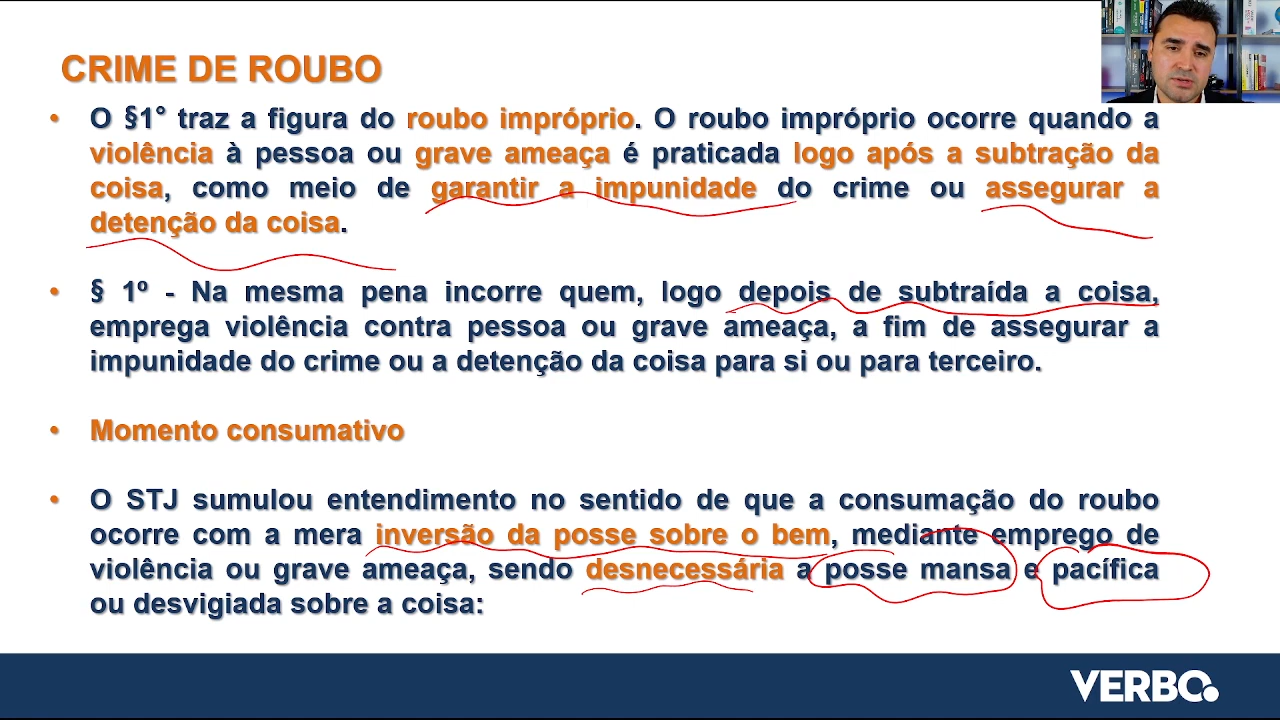 CRIME DE ROUBO
• O §1° traz a figura do roubo impróprio. O roubo impróprio ocorre quando a
violência à pessoa ou grave ameaça é praticada logo após a subtração da
coisa, como meio de garantir a impunidade do crime ou assegurar a
detenção da coisa.
• § 1º - Na mesma pena incorre quem, logo depois de subtraída a coisa,
emprega violência contra pessoa ou grave ameaça, a fim de assegurar a
impunidade do crime ou a detenção da coisa para si ou para terceiro.
• Momento consumativo
• O STJ sumulou entendimento no sentido de que a consumação do roubo
ocorre com a mera inversão da posse sobre o bem, mediante emprego de
violência ou grave ameaça, sendo desnecessária a posse mansa e pacífica
ou desvigiada sobre a coisa:
VERBO.